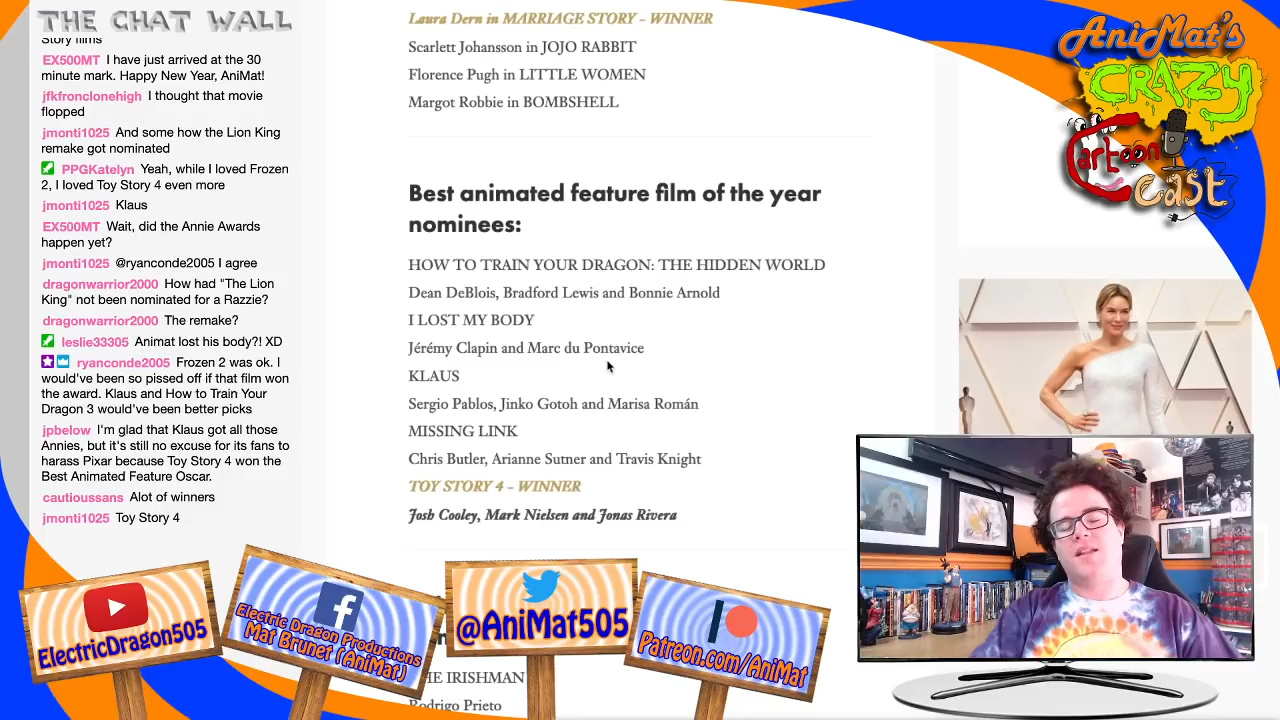 THE CHAT WALL
Story films
EX500MT I have just arrived at the 30
minute mark. Happy New Year, AniMat!
jfkfronclonehigh I thought that movie
flopped
jmonti1025 And some how the Lion King
remake got nominated
PPGKatelyn Yeah, while I loved Frozen
2, I loved Toy Story 4 even more
jmonti1025 Klaus
EX500MT Wait, did the Annie Awards
happen yet?
jmonti1025 @ryanconde2005 I agree
dragonwarrior2000 How had "The Lion
King" not been nominated for a Razzie?
dragonwarrior2000 The remake?
leslie33305 Animat lost his body?! XD
ryanconde2005 Frozen 2 was ok. I
would've been so pissed off if that film won
the award. Klaus and How to Train Your
Dragon 3 would've been better picks
jpbelow I'm glad that Klaus got all those
Annies, but it's still no excuse for its fans to
harass Pixar because Toy Story 4 won the
Best Animated Feature Oscar.
cautioussans Alot of winners
jmonti1025 Toy Story 4
Laura Dern in MARRIAGE STORY – WINNER
Scarlett Johansson in JOJO RABBIT
Florence Pugh in LITTLE WOMEN
Margot Robbie in BOMBSHELL
Best animated feature film of the year
nominees:
HOW TO TRAIN YOUR DRAGON: THE HIDDEN WORLD
Dean DeBlois, Bradford Lewis and Bonnie Arnold
I LOST MY BODY
Jérémy Clapin and Marc du Pontavice
KLAUS
Sergio Pablos, Jinko Gotoh and Marisa Román
MISSING LINK
Chris Butler, Arianne Sutner and Travis Knight
TOY STORY 4 – WINNER
Josh Cooley, Mark Nielsen and Jonas Rivera
THE IRISHMAN
Rodrigo Prieto
AniMat's
CRAZY
Cartoon
Cast
ElectricDragon505
Electric Dragon Productions
Mat Brunet (AniMat)
@AniMat505
Patreon.com/AniMat